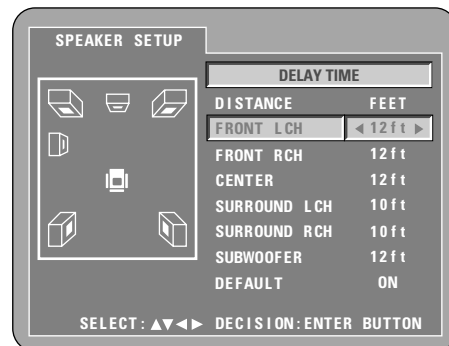 SPEAKER SETUP
DELAY TIME
DISTANCE FEET
FRONT LCH ◀ 12ft ▶
FRONT RCH 12ft
CENTER 12ft
SURROUND LCH 10ft
SURROUND RCH 10ft
SUBWOOFER 12ft
DEFAULT ON
SELECT: ▲▼◀▶ DECISION: ENTER BUTTON